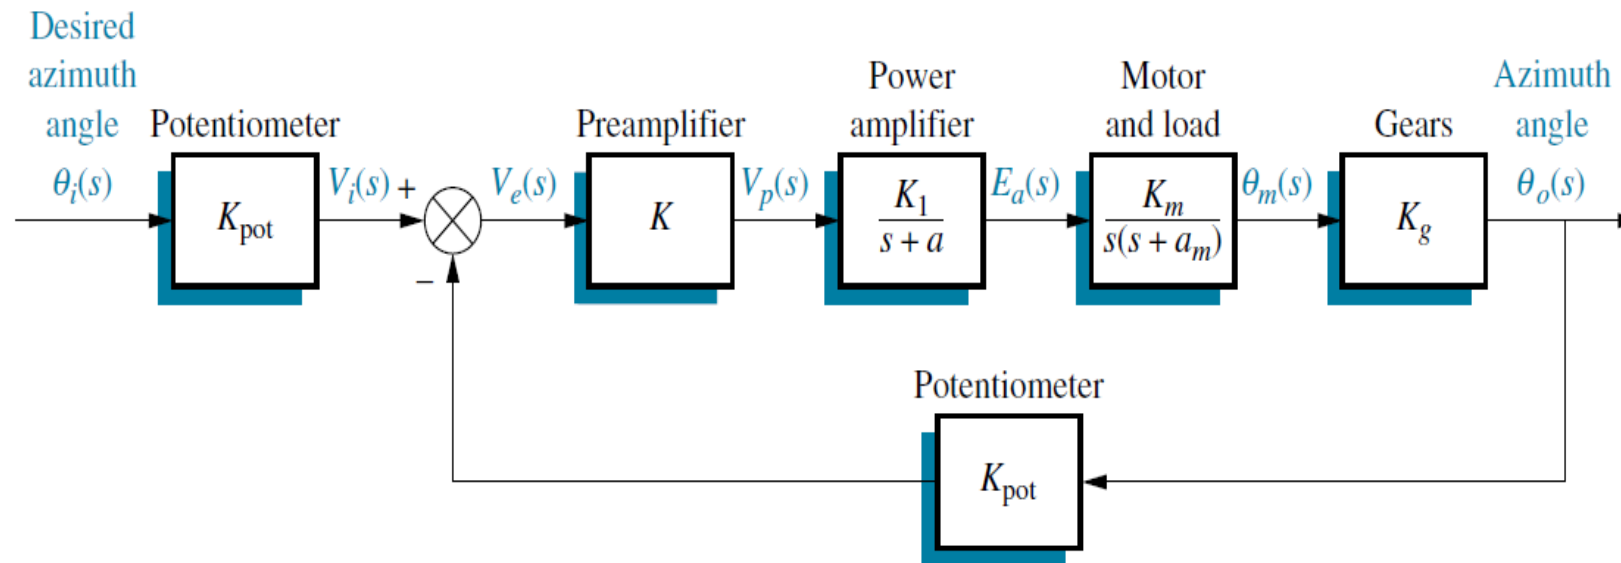 Desired
azimuth
angle
θi(s)
Potentiometer
Kpot
Vi(s) +
−
Ve(s)
Preamplifier
K
Vp(s)
Power
amplifier
K1
s + a
Ea(s)
Motor
and load
Km
s(s + am)
θm(s)
Gears
Kg
Azimuth
angle
θo(s)
Potentiometer
Kpot